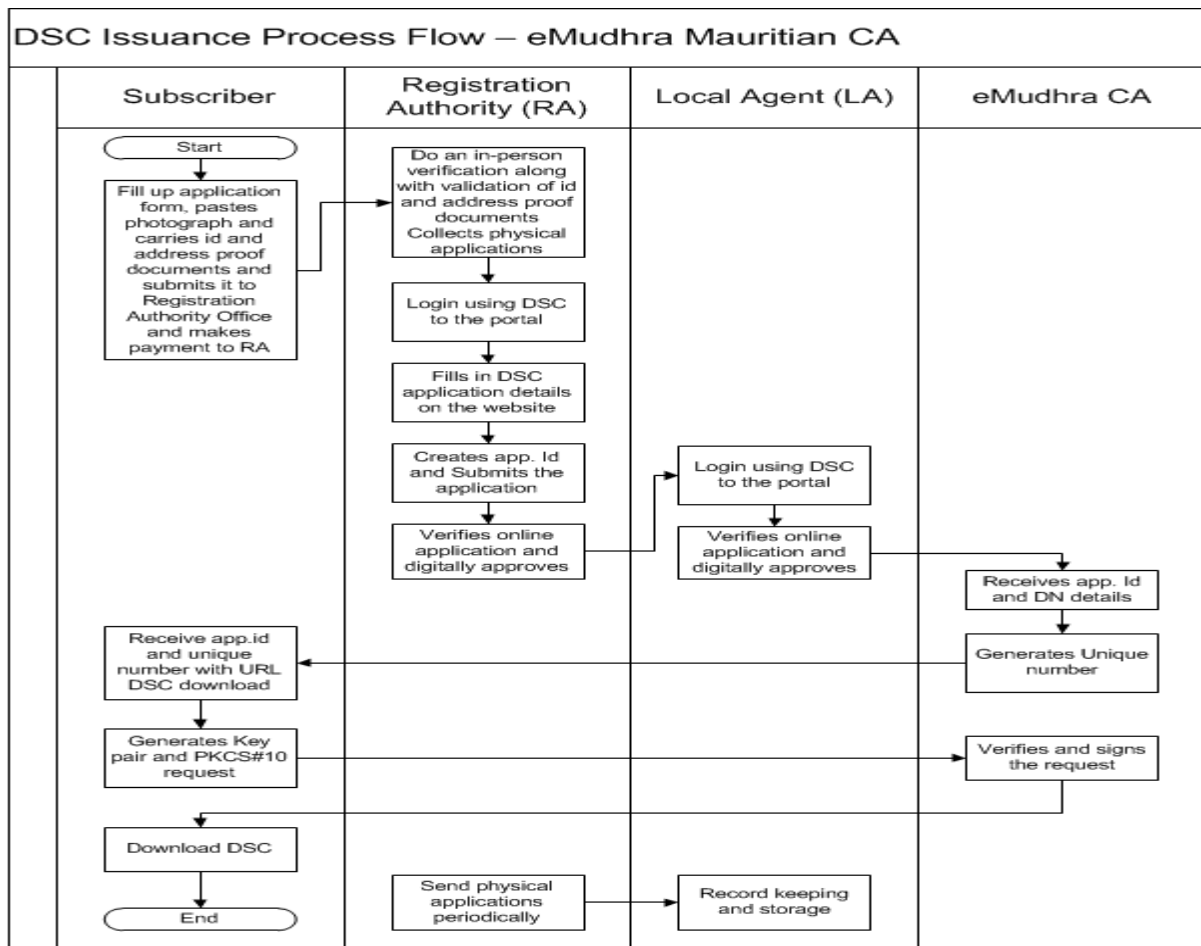 DSC Issuance Process Flow – eMudhra Mauritian CA
Subscriber
Registration
Authority (RA)
Local Agent (LA)
eMudhra CA
Start
Fill up application
form, pastes
photograph and
carries id and
address proof
documents and
submits it to
Registration
Authority Office
and makes
payment to RA
Do an in-person
verification along
with validation of id
and address proof
documents
Collects physical
applications
Login using DSC
to the portal
Fills in DSC
application details
on the website
Creates app. Id
and Submits the
application
Verifies online
application and
digitally approves
Login using DSC
to the portal
Verifies online
application and
digitally approves
Receives app. Id
and DN details
Generates Unique
number
Receive app.id
and unique
number with URL
DSC download
Generates Key
pair and PKCS#10
request
Verifies and signs
the request
Download DSC
End
Send physical
applications
periodically
Record keeping
and storage